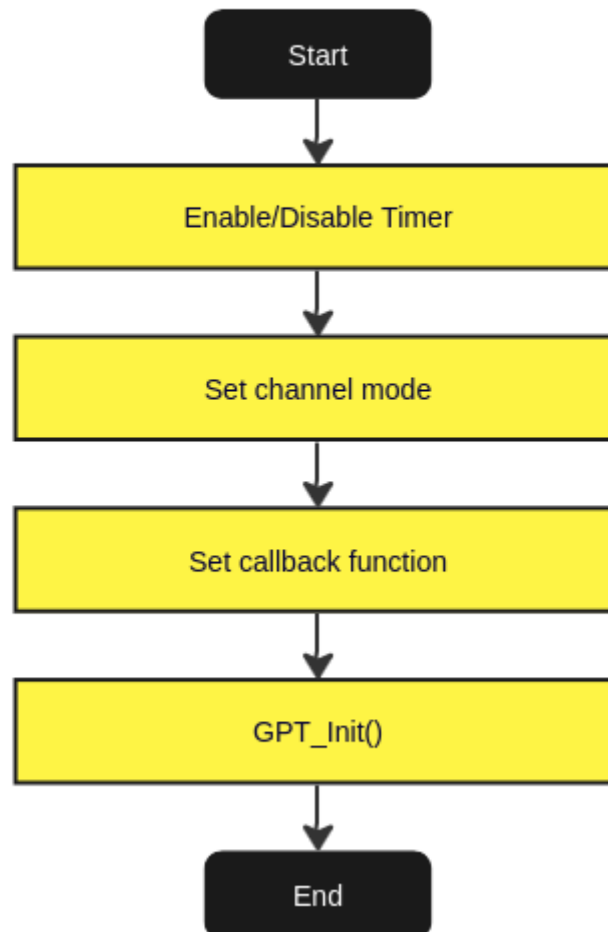 Start
Enable/Disable Timer
Set channel mode
Set callback function
GPT_Init()
End